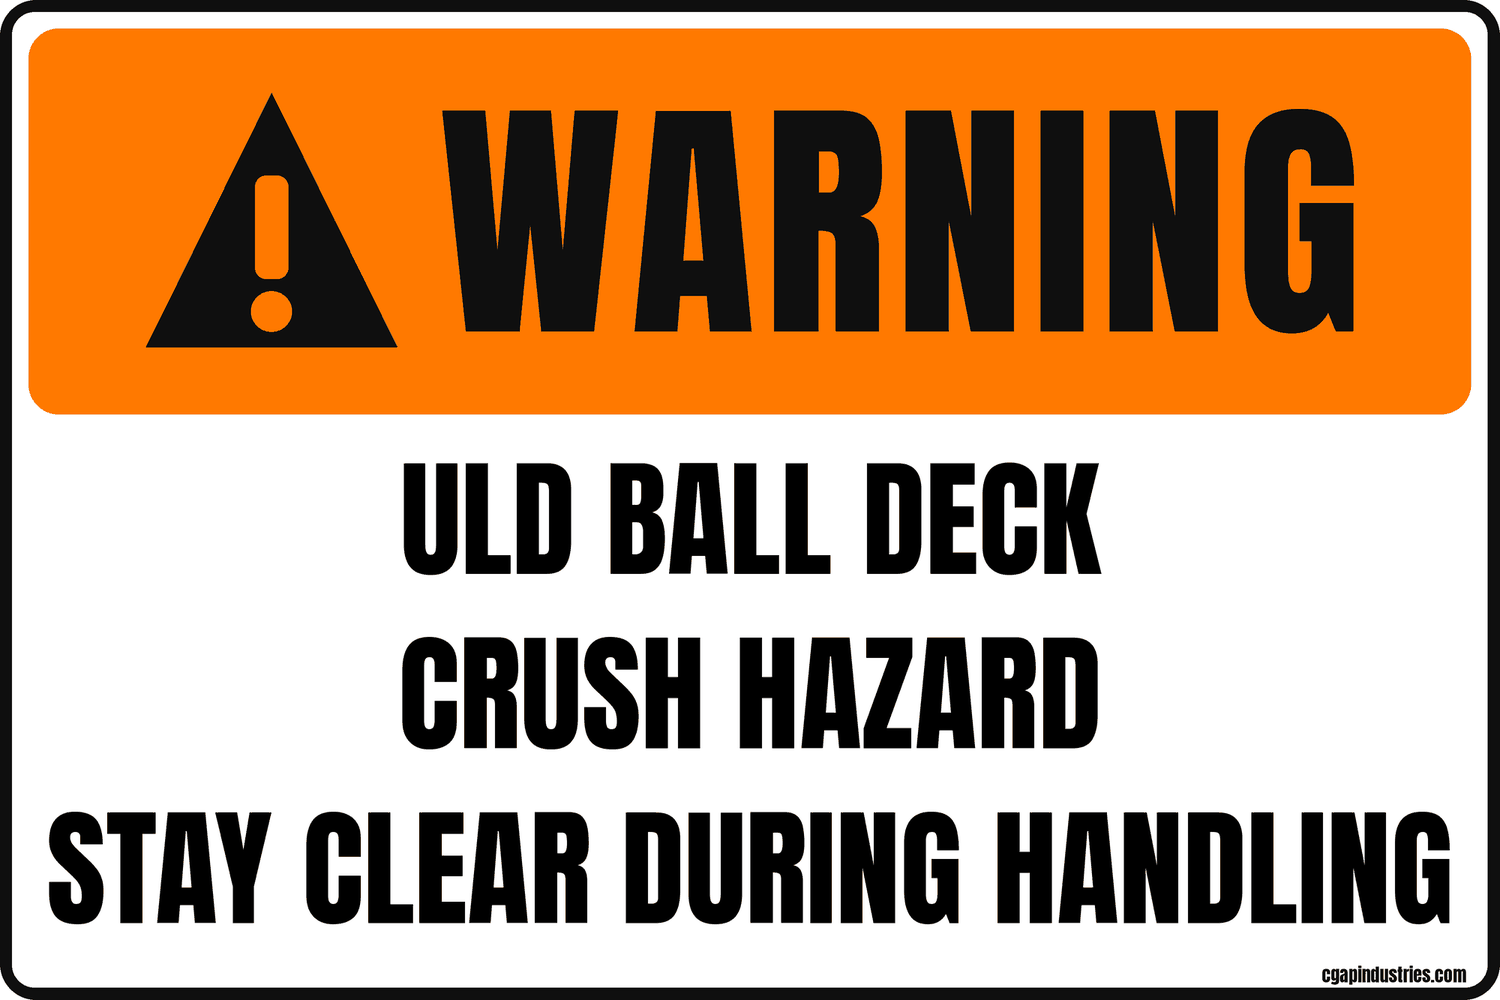 WARNING
ULD BALL DECK
CRUSH HAZARD
STAY CLEAR DURING HANDLING
cgapindustries.com